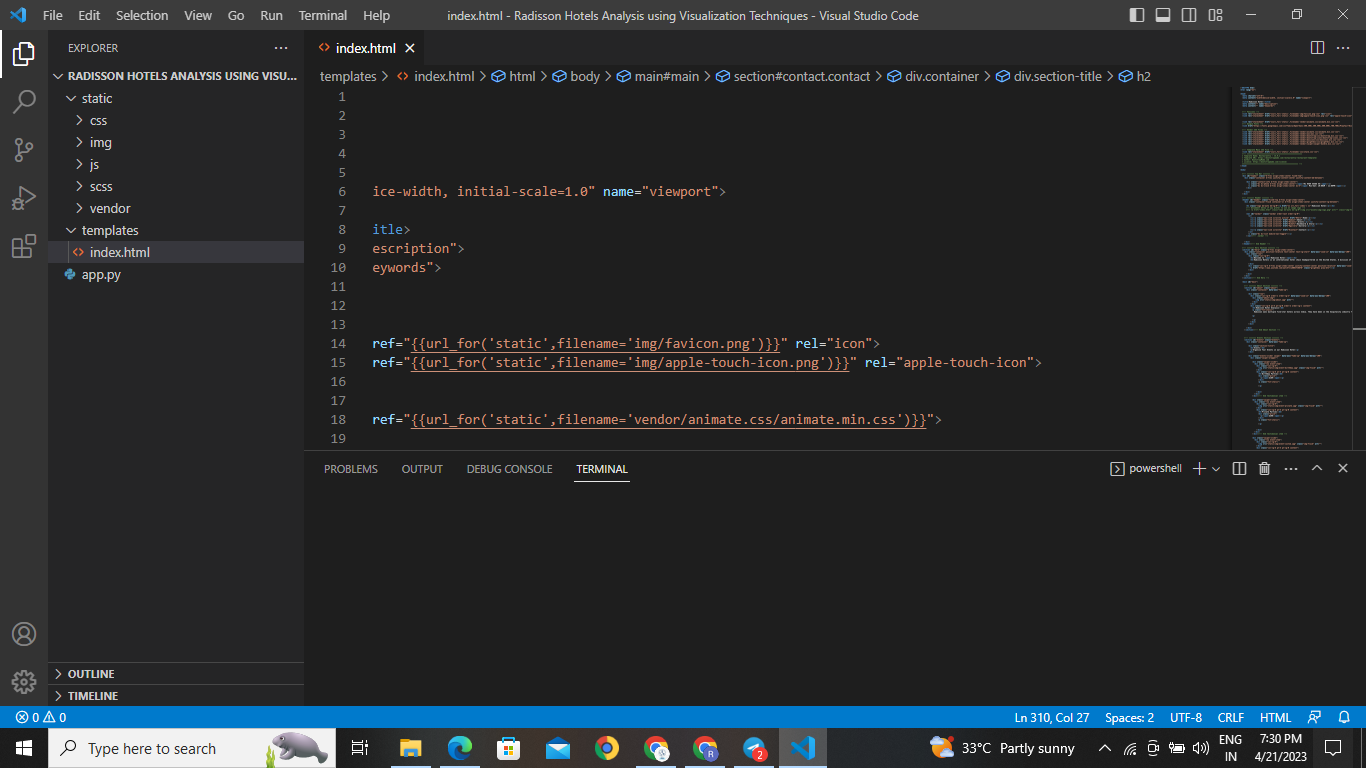 File Edit Selection View Go Run Terminal Help
index.html - Radisson Hotels Analysis using Visualization Techniques - Visual Studio Code
EXPLORER
RADISSON HOTELS ANALYSIS USING VISU...
static
css
img
js
scss
vendor
templates
<> index.html
app.py
OUTLINE
TIMELINE
<> index.html
templates > <> index.html > html > body > main#main > section#contact.contact > div.container > div.section-title > h2
1
2
3
4
5
6 ice-width, initial-scale=1.0" name="viewport">
7
8 itle>
9 escription">
10 eywords">
11
12
13
14 ref="{{url_for('static',filename='img/favicon.png')}}" rel="icon">
15 ref="{{url_for('static',filename='img/apple-touch-icon.png')}}" rel="apple-touch-icon">
16
17
18 ref="{{url_for('static',filename='vendor/animate.css/animate.min.css')}}">
19
PROBLEMS OUTPUT DEBUG CONSOLE TERMINAL
powershell
0 0
Ln 310, Col 27 Spaces: 2 UTF-8 CRLF HTML
Type here to search
R
2
33°C Partly sunny
ENG
IN
7:30 PM
4/21/2023